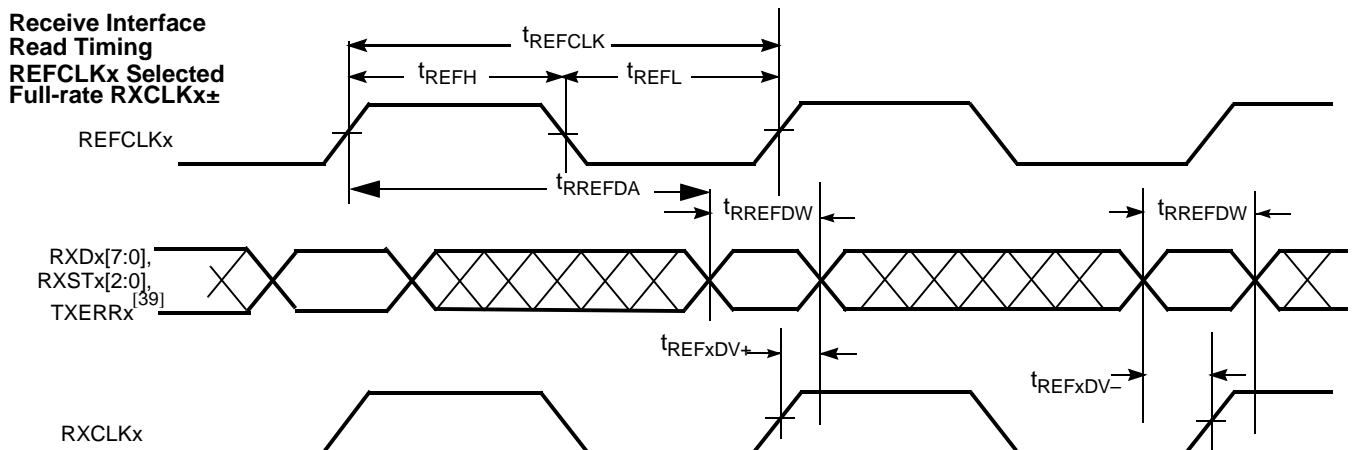 Receive Interface
Read Timing
REFCLKx Selected
Full-rate RXCLKx±
tREFCLK
tREFH
tREFL
REFCLKx
tRREFDA
tRREFDW
tRREFDW
RXDx[7:0],
RXSTx[2:0],
TXERRx[39]
tREFxDV+
tREFxDV–
RXCLKx